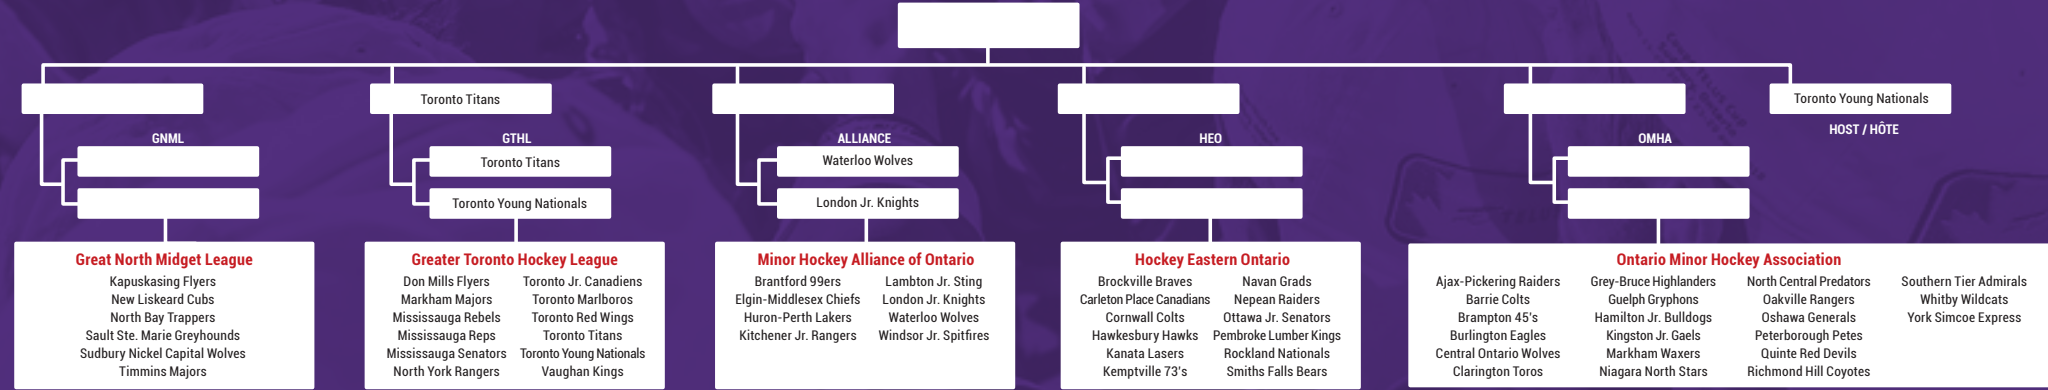 Toronto Titans
Toronto Young Nationals
HOST / HÔTE
GNML
GTHL
Toronto Titans
Toronto Young Nationals
ALLIANCE
Waterloo Wolves
London Jr. Knights
HEO
OMHA
Great North Midget League
Kapuskasing Flyers
New Liskeard Cubs
North Bay Trappers
Sault Ste. Marie Greyhounds
Sudbury Nickel Capital Wolves
Timmins Majors
Greater Toronto Hockey League
Don Mills Flyers
Markham Majors
Mississauga Rebels
Mississauga Reps
Mississauga Senators
North York Rangers
Toronto Jr. Canadiens
Toronto Marlboros
Toronto Red Wings
Toronto Titans
Toronto Young Nationals
Vaughan Kings
Minor Hockey Alliance of Ontario
Brantford 99ers
Elgin-Middlesex Chiefs
Huron-Perth Lakers
Kitchener Jr. Rangers
Lambton Jr. Sting
London Jr. Knights
Waterloo Wolves
Windsor Jr. Spitfires
Hockey Eastern Ontario
Brockville Braves
Carleton Place Canadians
Cornwall Colts
Hawkesbury Hawks
Kanata Lasers
Kemptville 73's
Navan Grads
Nepean Raiders
Ottawa Jr. Senators
Pembroke Lumber Kings
Rockland Nationals
Smiths Falls Bears
Ontario Minor Hockey Association
Ajax-Pickering Raiders
Barrie Colts
Brampton 45's
Burlington Eagles
Central Ontario Wolves
Clarington Toros
Grey-Bruce Highlanders
Guelph Gryphons
Hamilton Jr. Bulldogs
Kingston Jr. Gaels
Markham Waxers
Niagara North Stars
North Central Predators
Oakville Rangers
Oshawa Generals
Peterborough Petes
Quinte Red Devils
Richmond Hill Coyotes
Southern Tier Admirals
Whitby Wildcats
York Simcoe Express